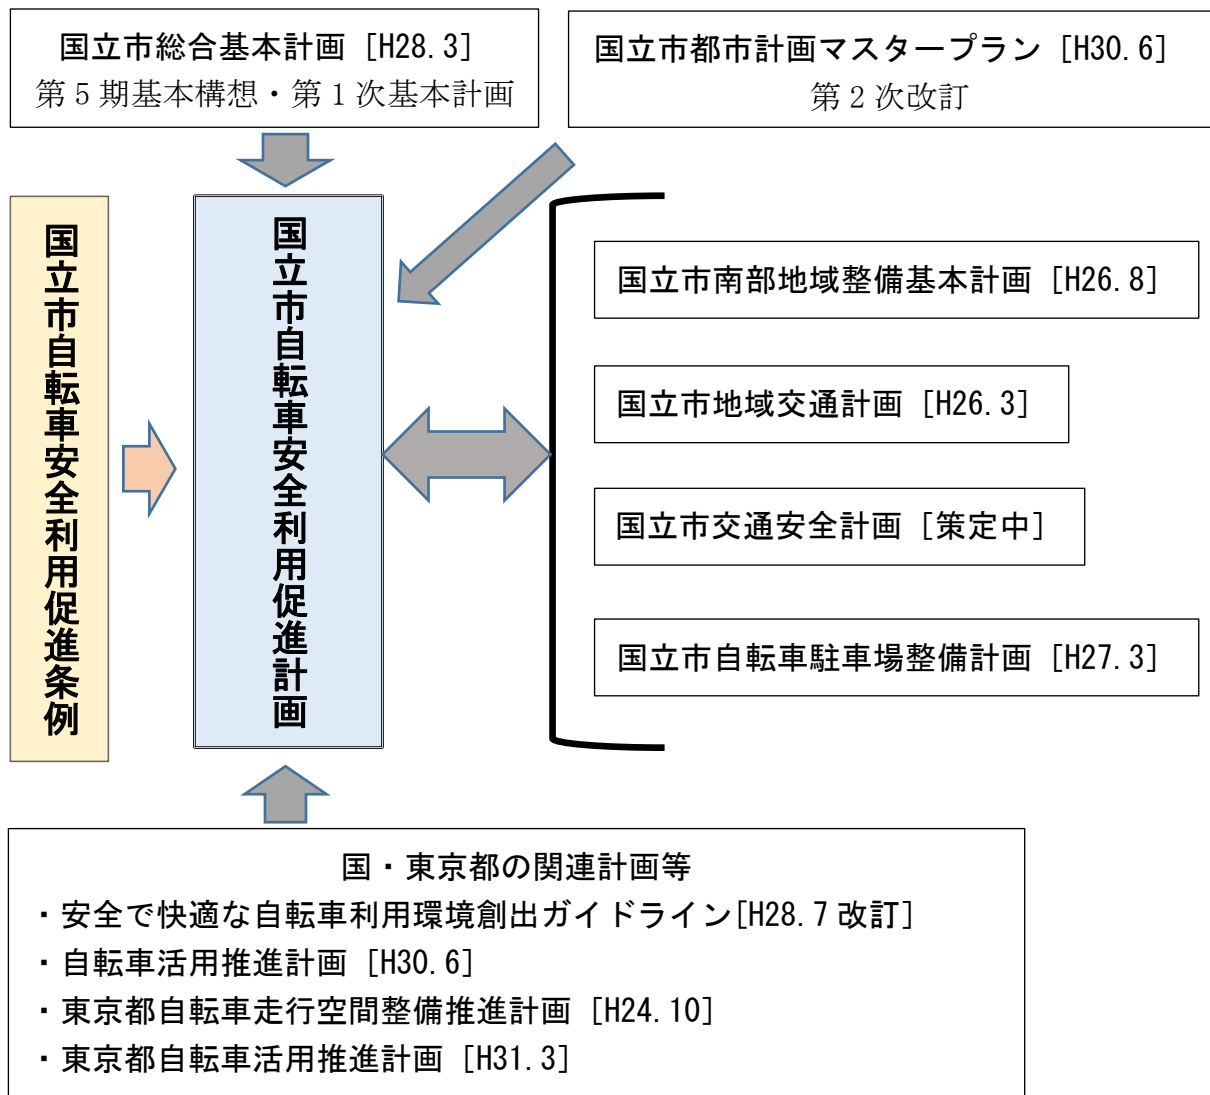 国立市総合基本計画［H28.3］
第５期基本構想・第１次基本計画
国立市都市計画マスタープラン［H30.6］
第２次改訂
国立市自転車安全利用促進条例
国立市自転車安全利用促進計画
国立市南部地域整備基本計画［H26.8］
国立市地域交通計画［H26.3］
国立市交通安全計画［策定中］
国立市自転車駐車場整備計画［H27.3］
国・東京都の関連計画等
・安全で快適な自転車利用環境創出ガイドライン[H28.7 改訂]
・自転車活用推進計画［H30.6］
・東京都自転車走行空間整備推進計画［H24.10］
・東京都自転車活用推進計画［H31.3］